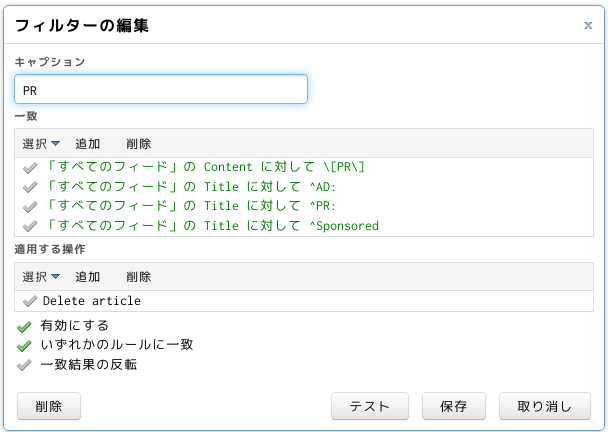 フィルターの編集 x
キャプション
PR
一致
選択 追加 削除
「すべてのフィード」の Content に対して \[PR\]
「すべてのフィード」の Title に対して ^AD:
「すべてのフィード」の Title に対して ^PR:
「すべてのフィード」の Title に対して ^Sponsored
適用する操作
選択 追加 削除
Delete article
有効にする
いずれかのルールに一致
一致結果の反転
削除 テスト 保存 取り消し